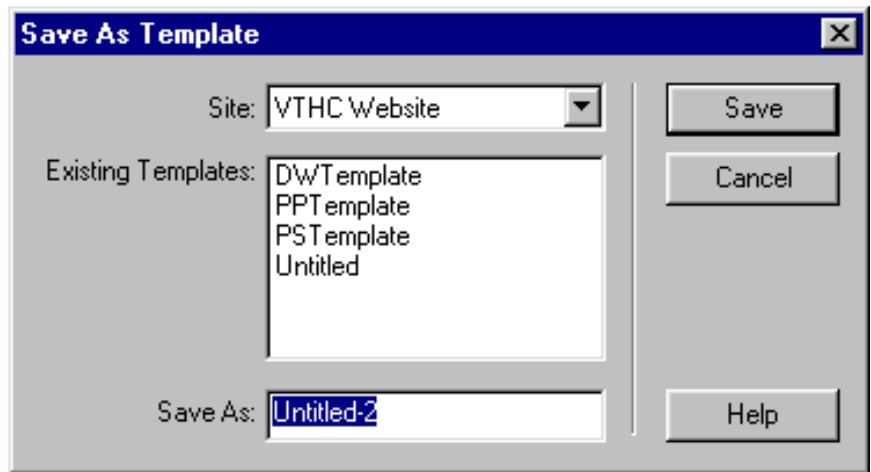 Save As Template
Site: VTHC Website
Save
Existing Templates:
DWTemplate
PPTemplate
PSTemplate
Untitled
Cancel
Save As: Untitled-2
Help